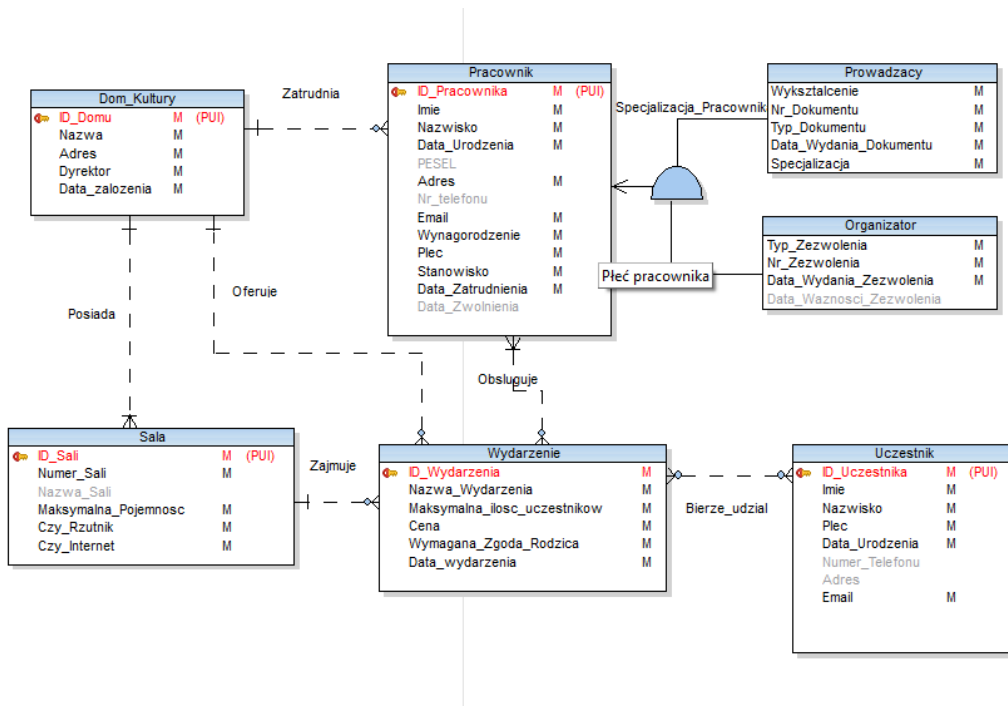 Dom_Kultury
ID_Domu M (PUI)
Nazwa M
Adres M
Dyrektor M
Data_zalozenia M
Zatrudnia
Pracownik
ID_Pracownika M (PUI)
Imie M
Nazwisko M
Data_Urodzenia M
PESEL
Adres M
Nr_telefonu
Email M
Wynagorodzenie M
Plec M
Stanowisko M
Data_Zatrudnienia M
Data_Zwolnienia
Specjalizacja_Pracownik
Prowadzacy
Wyksztalcenie M
Nr_Dokumentu M
Typ_Dokumentu M
Data_Wydania_Dokumentu M
Specjalizacja M
Płeć pracownika
Organizator
Typ_Zezwolenia M
Nr_Zezwolenia M
Data_Wydania_Zezwolenia M
Data_Waznosci_Zezwolenia
Posiada
Oferuje
Obsluguje
Sala
ID_Sali M (PUI)
Numer_Sali M
Nazwa_Sali
Maksymalna_Pojemnosc M
Czy_Rzutnik M
Czy_Internet M
Zajmuje
Wydarzenie
ID_Wydarzenia M
Nazwa_Wydarzenia M
Maksymalna_ilosc_uczestnikow M
Cena M
Wymagana_Zgoda_Rodzica M
Data_wydarzenia M
Bierze_udzial
Uczestnik
ID_Uczestnika M (PUI)
Imie M
Nazwisko M
Plec M
Data_Urodzenia M
Numer_Telefonu
Adres
Email M